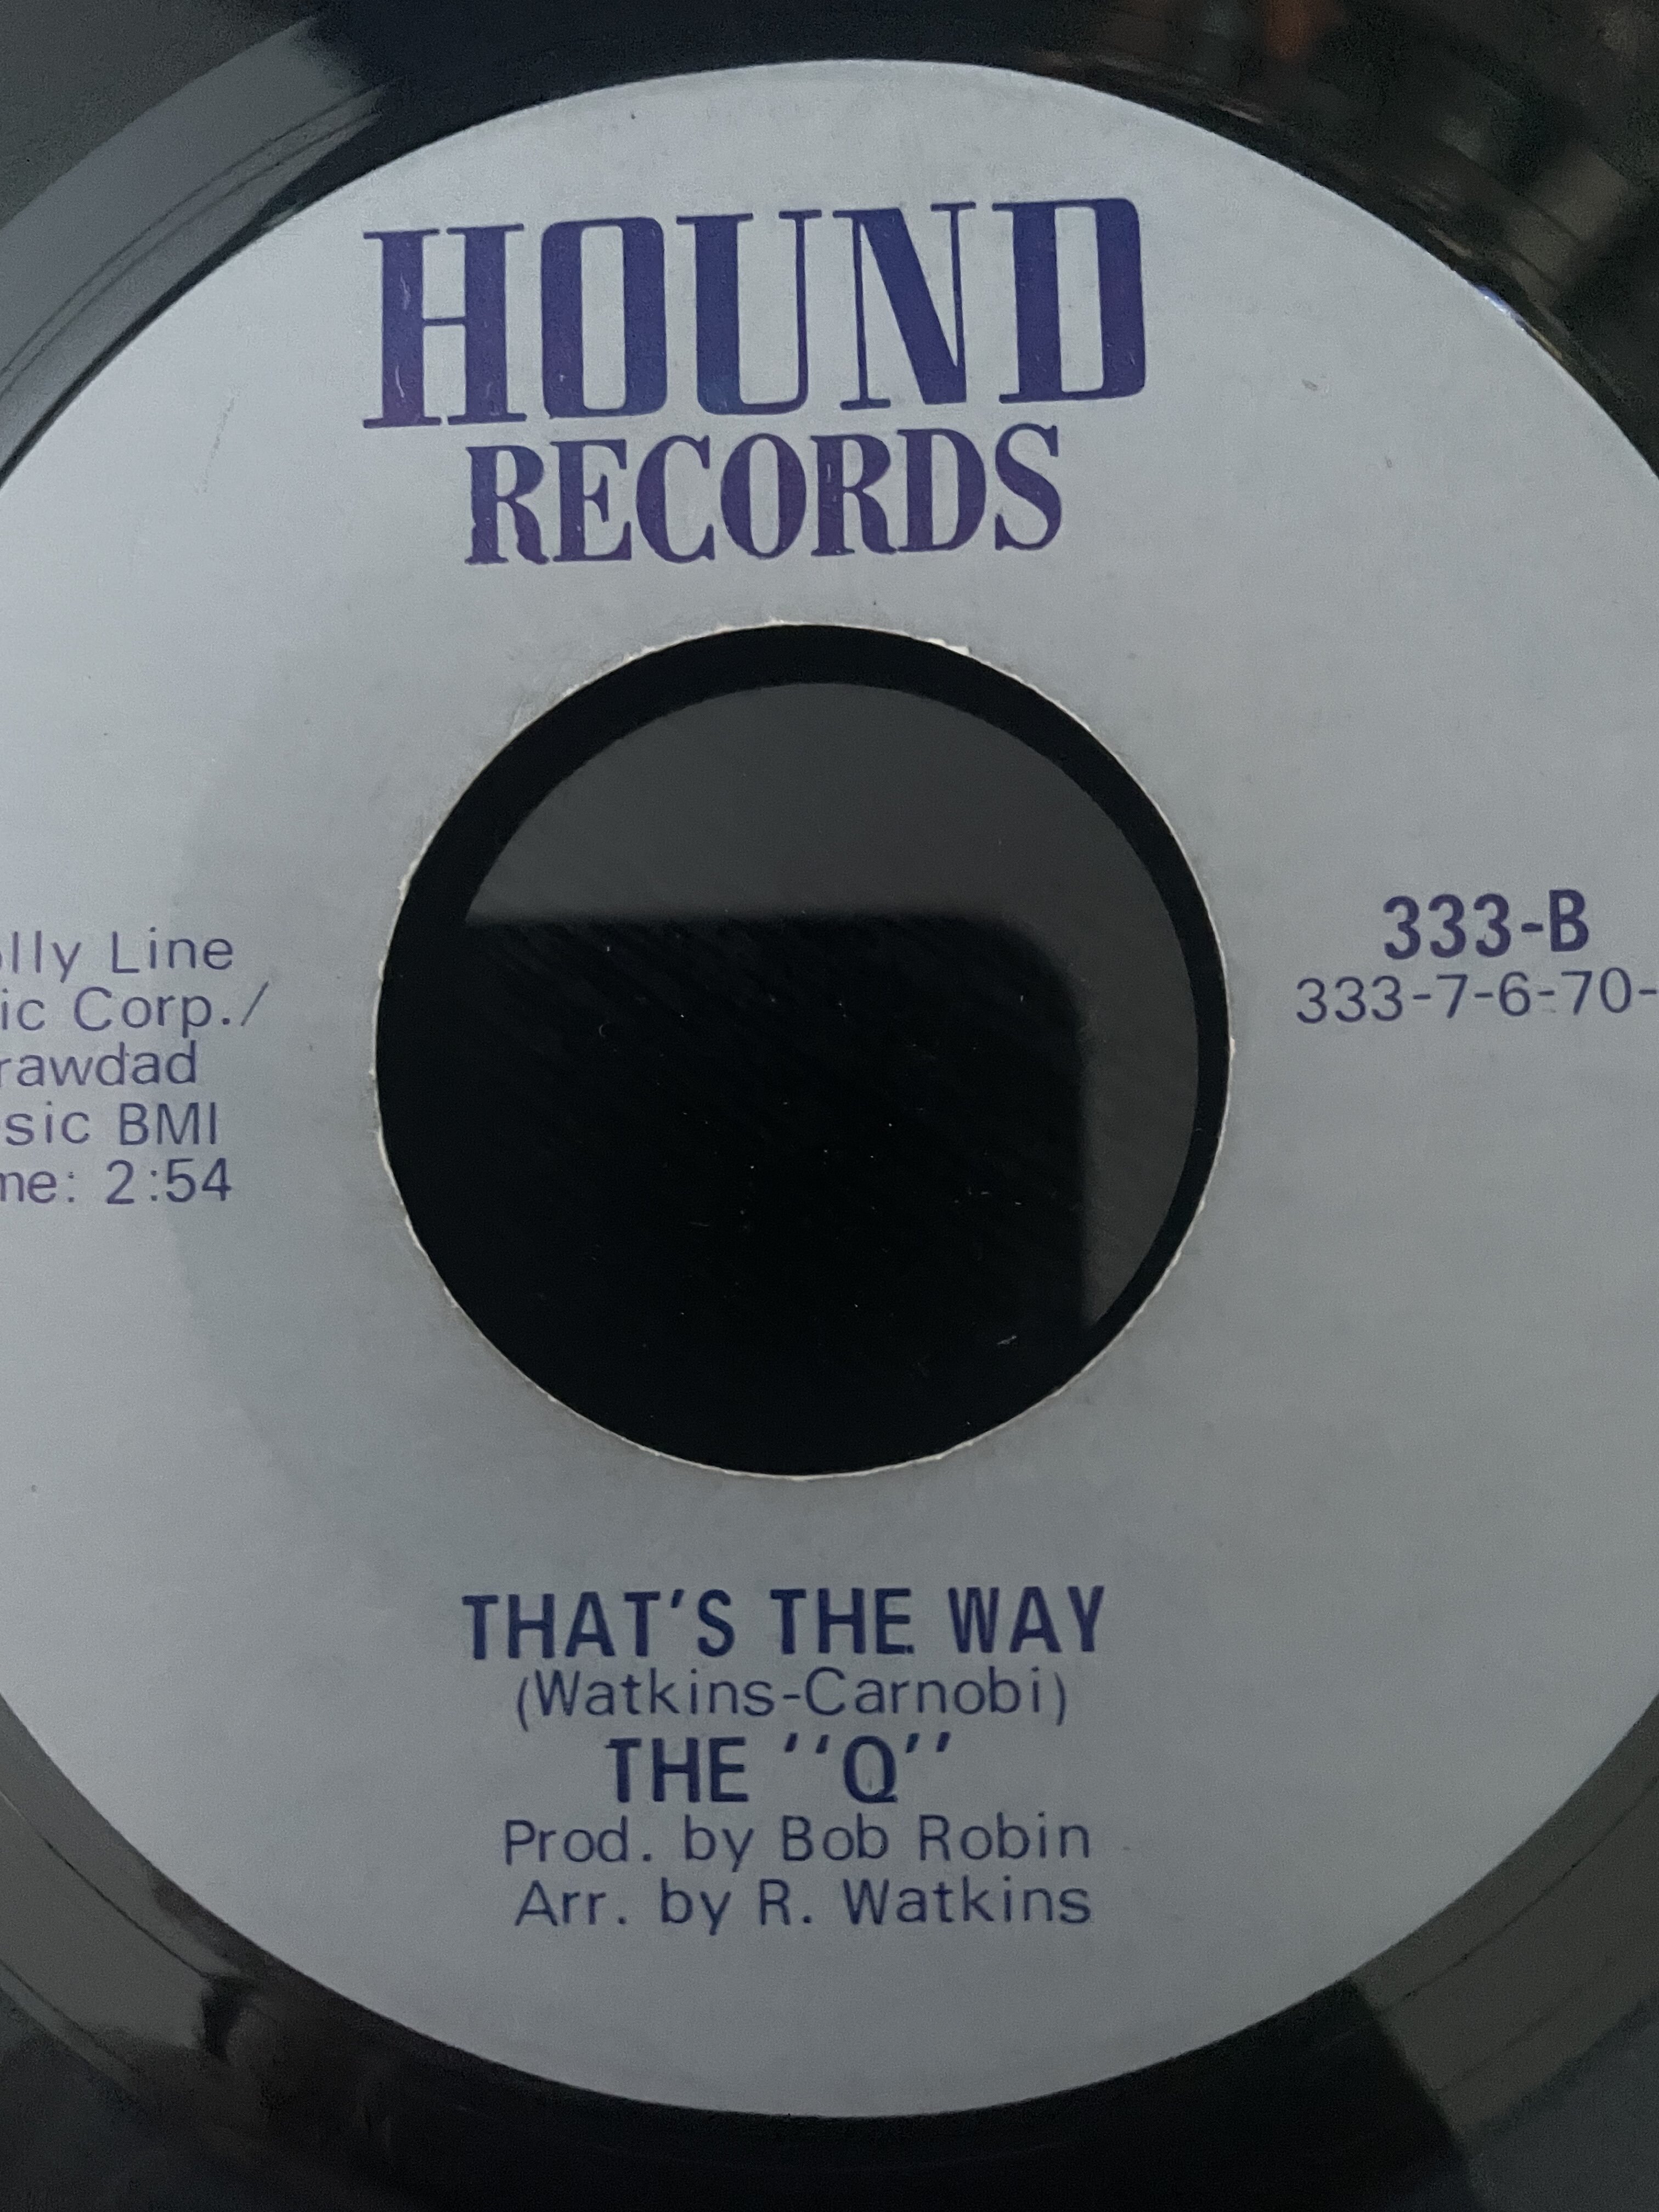 HOUND
RECORDS
lly Line
ic Corp./
rawdad
sic BMI
me: 2:54
333-B
333-7-6-70-
THAT'S THE WAY
(Watkins-Carnobi)
THE "Q"
Prod. by Bob Robin
Arr. by R. Watkins